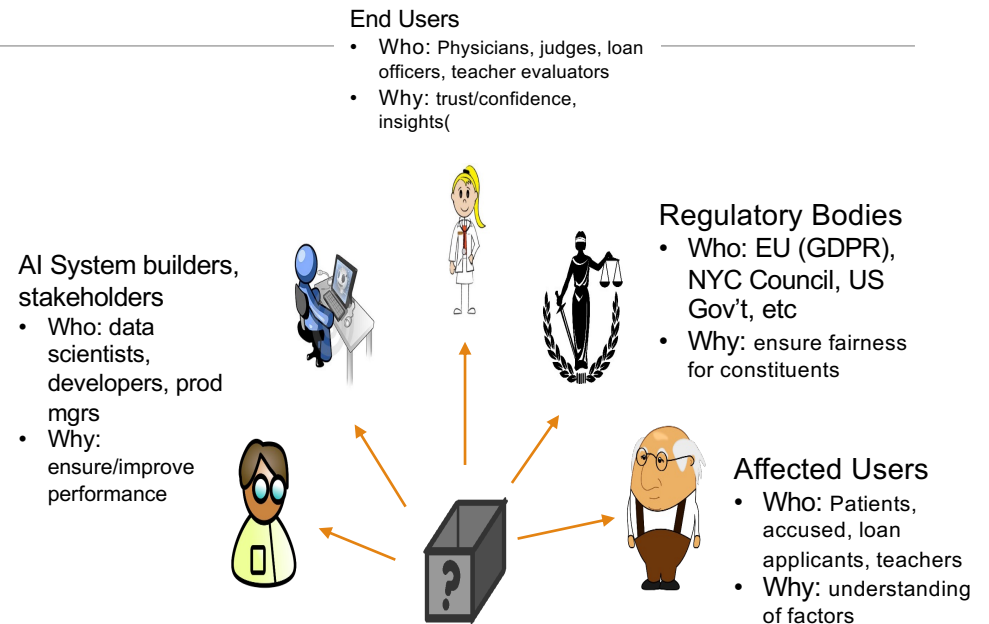 End Users
• Who: Physicians, judges, loan
officers, teacher evaluators
• Why: trust/confidence,
insights(
Regulatory Bodies
• Who: EU (GDPR),
NYC Council, US
Gov’t, etc
• Why: ensure fairness
for constituents
AI System builders,
stakeholders
• Who: data
scientists,
developers, prod
mgrs
• Why:
ensure/improve
performance
Affected Users
• Who: Patients,
accused, loan
applicants, teachers
• Why: understanding
of factors
?